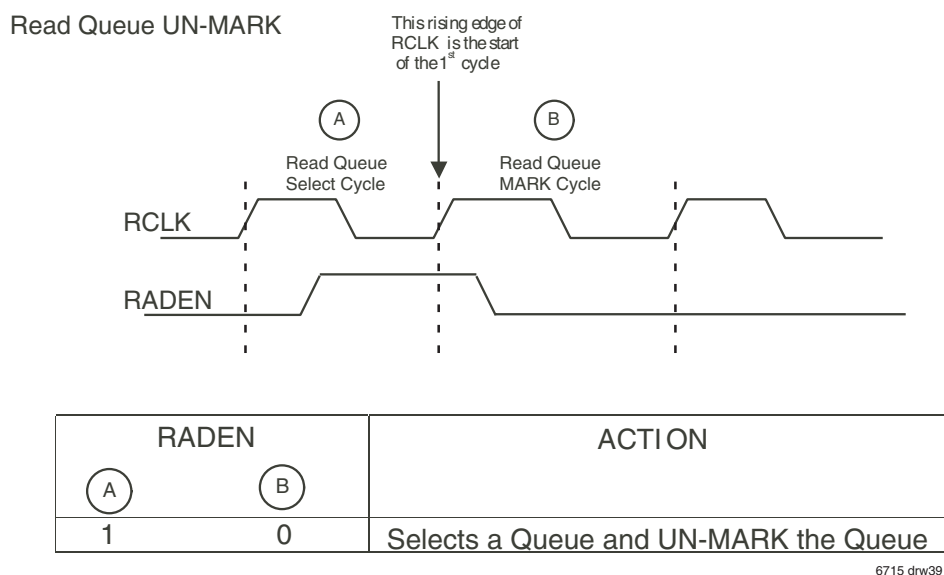 Read Queue UN-MARK
This rising edge of
RCLK is the start
of the 1st cycle
A
B
Read Queue
Select Cycle
Read Queue
MARK Cycle
RCLK
RADEN
RADEN
ACTION
A
B
1
0
Selects a Queue and UN-MARK the Queue
6715 drw39